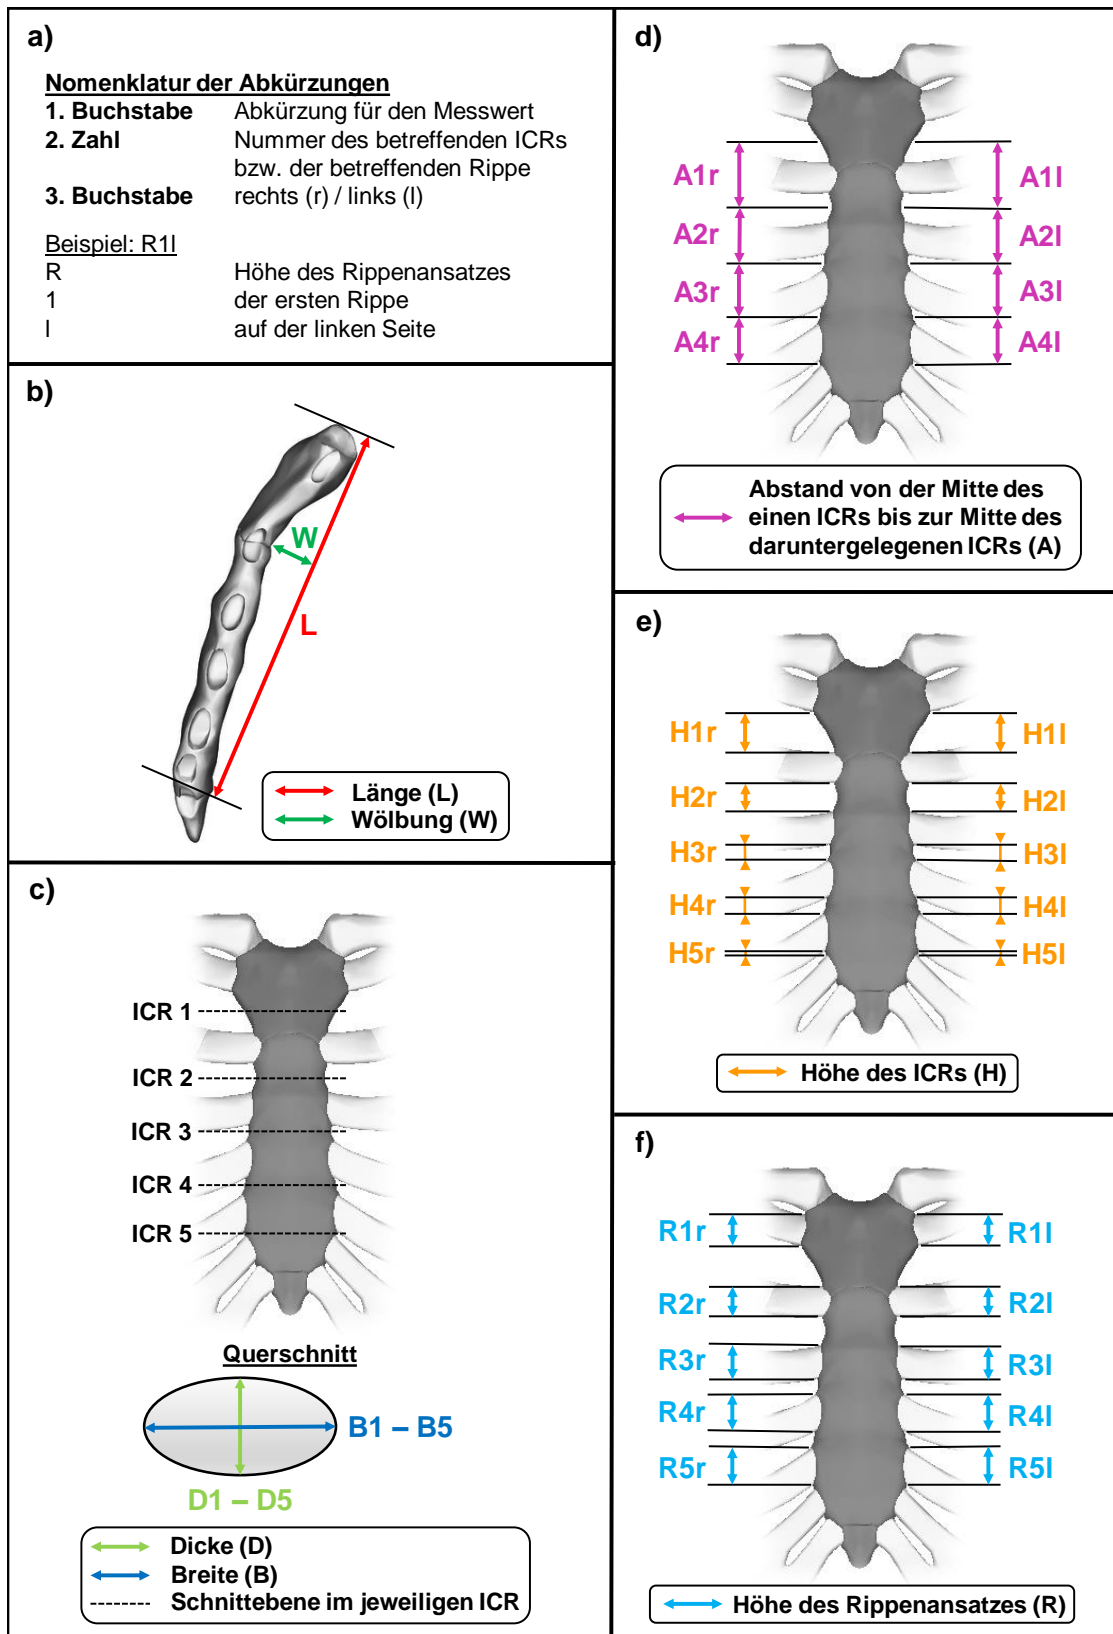 a)
Nomenklatur der Abkürzungen
1. Buchstabe Abkürzung für den Messwert
2. Zahl Nummer des betreffenden ICRs
bzw. der betreffenden Rippe
3. Buchstabe rechts (r) / links (l)
Beispiel: R1l
R Höhe des Rippenansatzes
1 der ersten Rippe
l auf der linken Seite
b)
W
L
Länge (L)
Wölbung (W)
c)
ICR 1
ICR 2
ICR 3
ICR 4
ICR 5
Querschnitt
B1 – B5
D1 – D5
Dicke (D)
Breite (B)
Schnittebene im jeweiligen ICR
d)
A1r A1l
A2r A2l
A3r A3l
A4r A4l
Abstand von der Mitte des
einen ICRs bis zur Mitte des
daruntergelegenen ICRs (A)
e)
H1r H1l
H2r H2l
H3r H3l
H4r H4l
H5r H5l
Höhe des ICRs (H)
f)
R1r R1l
R2r R2l
R3r R3l
R4r R4l
R5r R5l
Höhe des Rippenansatzes (R)